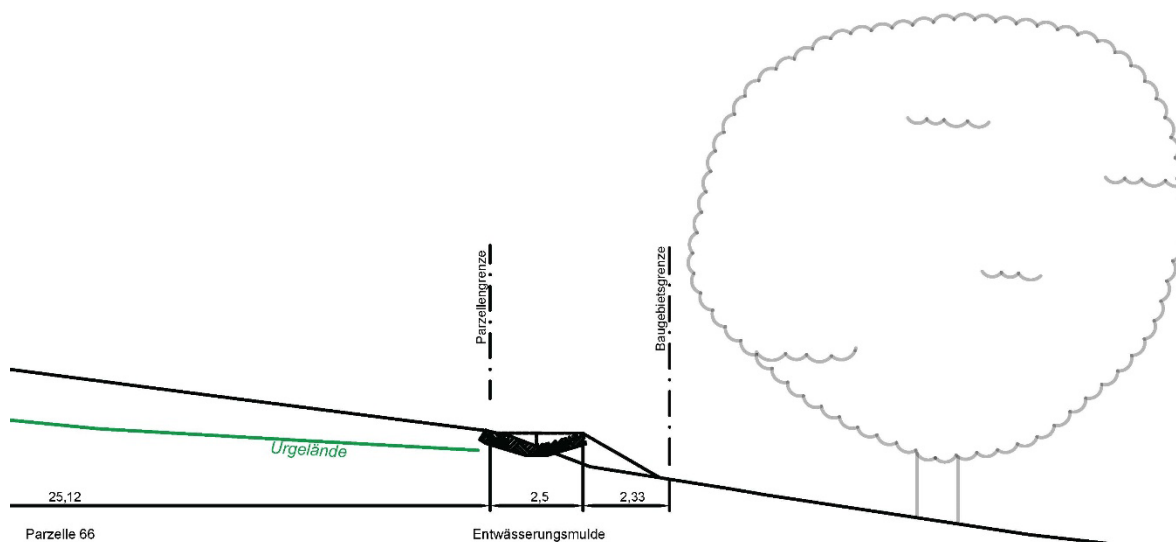 Parzellengrenze
Baugebietsgrenze
Urgelände
25,12
2,5
2,33
Parzelle 66
Entwässerungsmulde